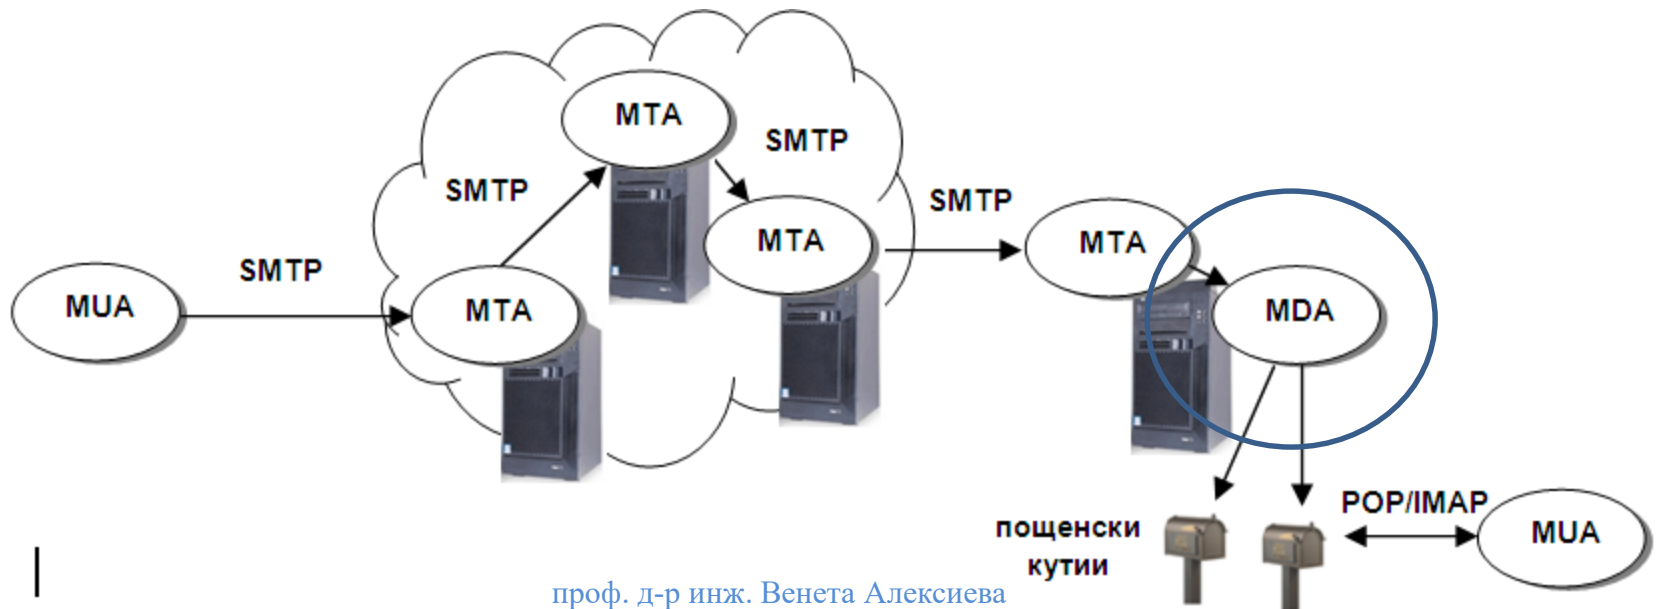 MTA
SMTP
SMTP
SMTP
MTA
MTA
SMTP
MUA
MTA
MDA
POP/IMAP
пощенски
кутии
MUA
проф. д-р инж. Венета Алексиева